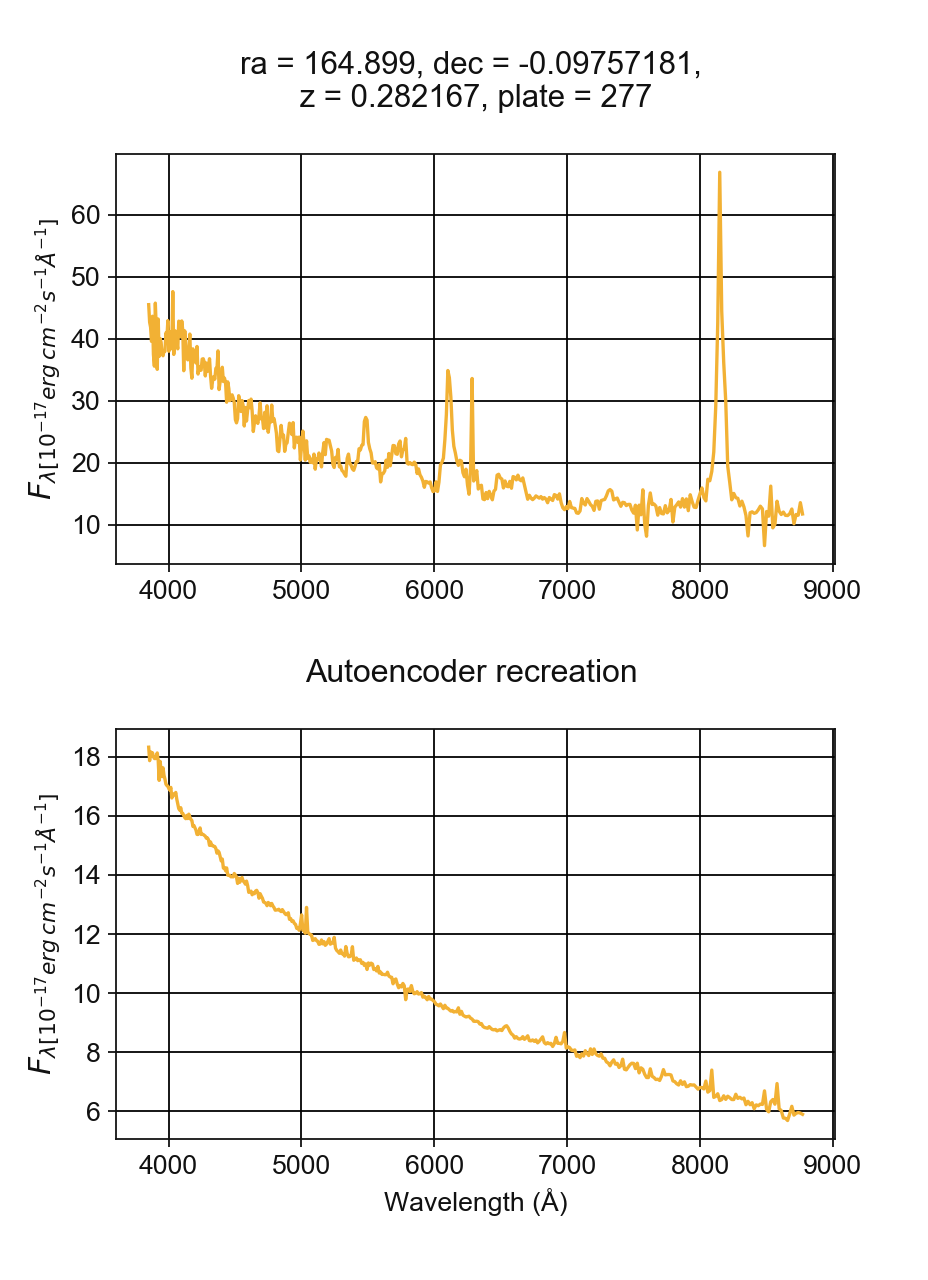 ra = 164.899, dec = -0.09757181,
z = 0.282167, plate = 277
F_λ[10⁻¹⁷ erg cm⁻² s⁻¹ Å⁻¹]
60
50
40
30
20
10
4000 5000 6000 7000 8000 9000
Autoencoder recreation
F_λ[10⁻¹⁷ erg cm⁻² s⁻¹ Å⁻¹]
18
16
14
12
10
8
6
4000 5000 6000 7000 8000 9000
Wavelength (Å)